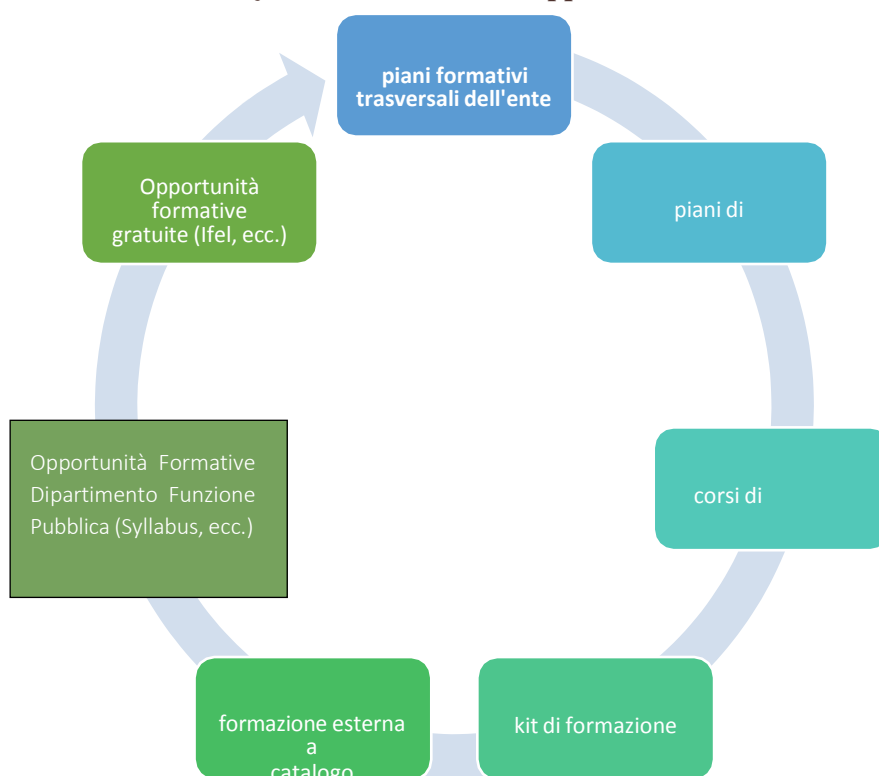 piani formativi
trasversali dell'ente
piani di
corsi di
kit di formazione
formazione esterna
a
catalogo
Opportunità Formative
Dipartimento Funzione
Pubblica (Syllabus, ecc.)
Opportunità
formative
gratuite (Ifel, ecc.)